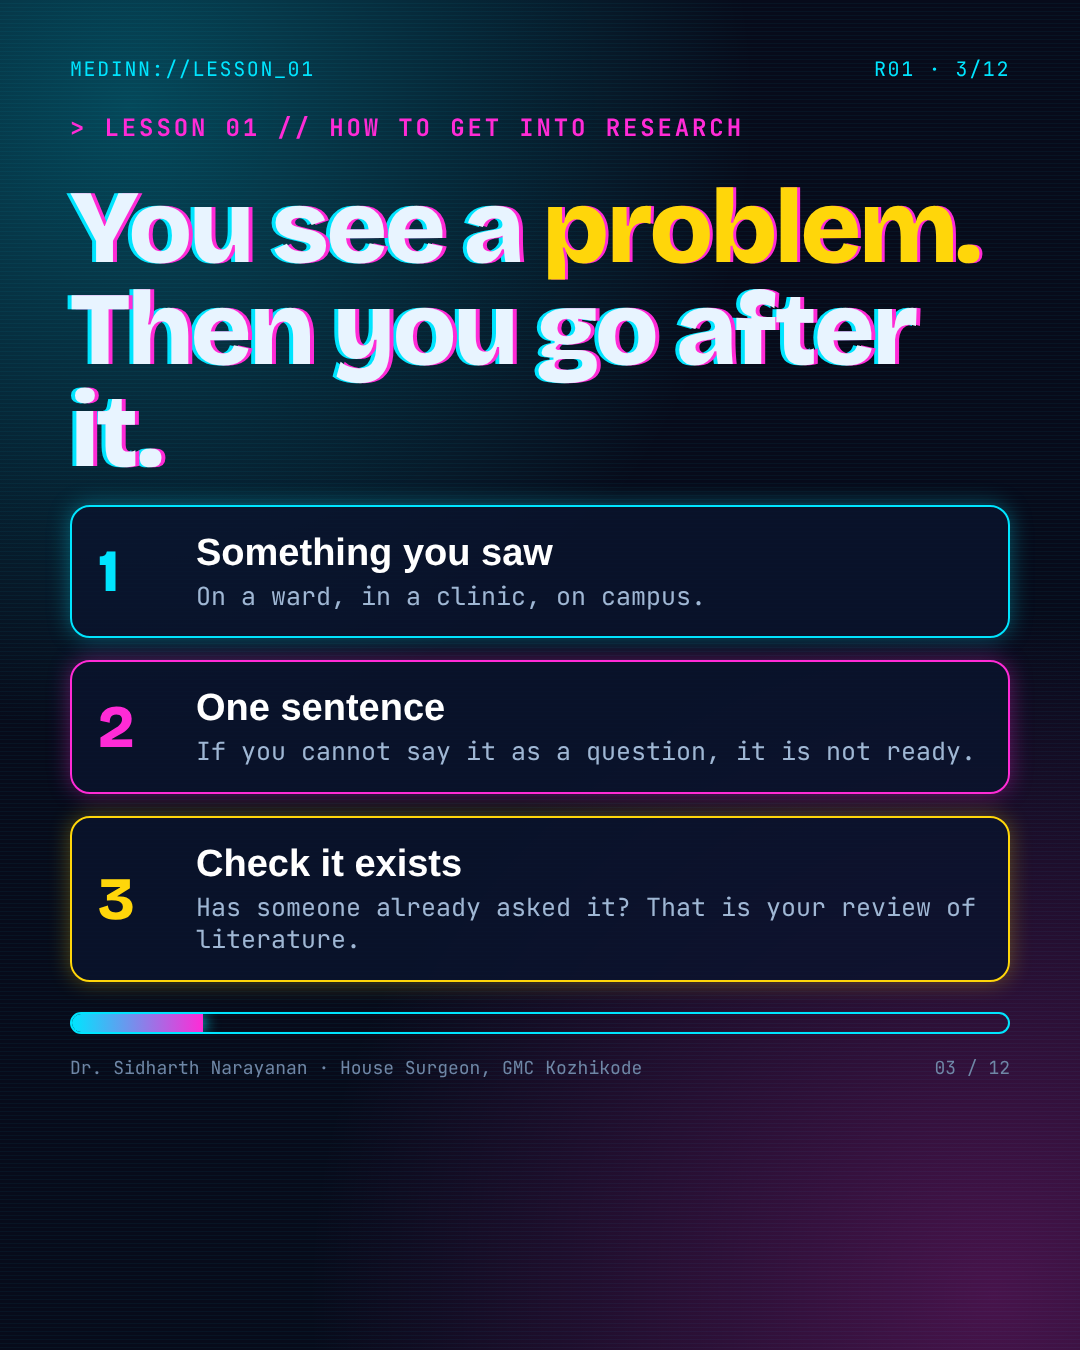 MEDINN://LESSON_01
R01 · 3/12
> LESSON 01 // HOW TO GET INTO RESEARCH
You see a problem.
Then you go after
it.
1
Something you saw
On a ward, in a clinic, on campus.
2
One sentence
If you cannot say it as a question, it is not ready.
3
Check it exists
Has someone already asked it? That is your review of
literature.
Dr. Sidharth Narayanan · House Surgeon, GMC Kozhikode
03 / 12